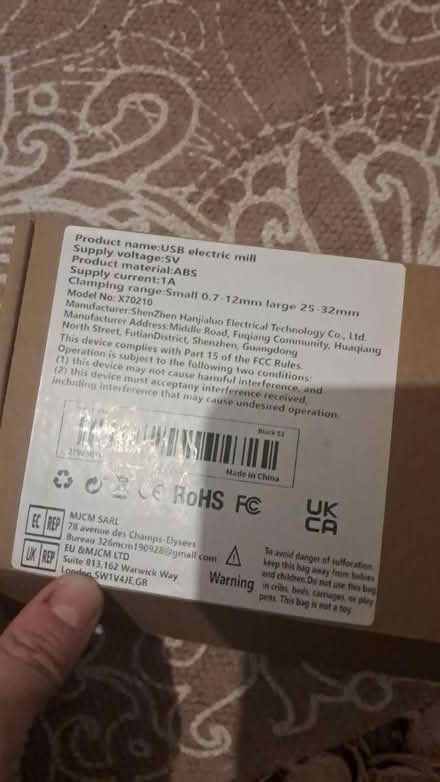 Product name:USB electric mill
Supply voltage:5V
Product material:ABS
Supply current:1A
Clamping range:Small 0.7-12mm large 25-32mm
Model No: X70210
Manufacturer:ShenZhen Hanjialuo Electrical Technology Co., Ltd.
Manufacturer Address:Middle Road, Fuqiang Community, Huaqiang
North Street, FutianDistrict, Shenzhen, Guangdong
This device complies with Part 15 of the FCC Rules.
Operation is subject to the following two conditions:
(1) this device may not cause harmful interference, and
(2) this device must acceptany interference received,
including interference that may cause undesired operation.
Black S2
Made in China
CE RoHS FC
UK
CA
EC REP
MJCM SARL
78 avenue des Champs-Elysees
Bureau 326mcm190928@gmail.com
UK REP
EU &MJCM LTD
Suite 813,162 Warwick Way
London,SW1V4JE,GR
Warning
To avoid danger of suffocation
keep this bag away from babies
and children.Do not use this bag
in cribs, beds, carriages, or play
pens. This bag is not a toy